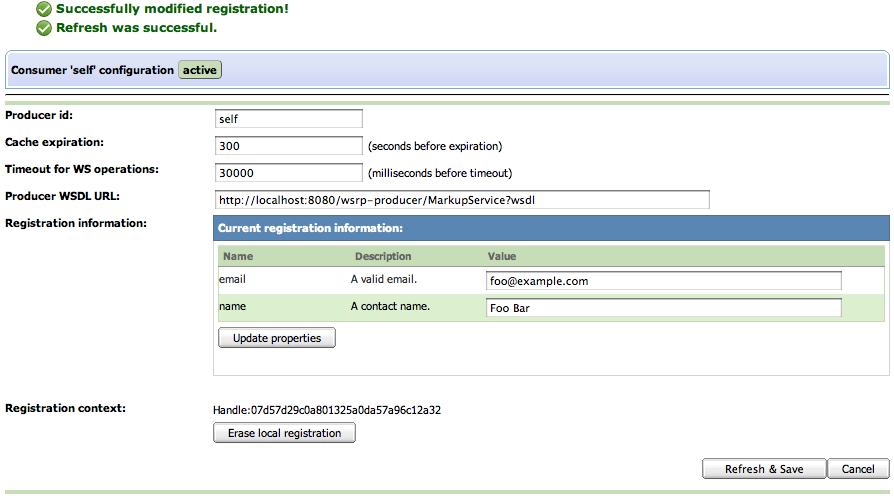 Successfully modified registration!
Refresh was successful.
Consumer 'self' configuration active
Producer id: self
Cache expiration: 300 (seconds before expiration)
Timeout for WS operations: 30000 (milliseconds before timeout)
Producer WSDL URL: http://localhost:8080/wsrp-producer/MarkupService?wsdl
Registration information: Current registration information:
Name Description Value
email A valid email. foo@example.com
name A contact name. Foo Bar
Update properties
Registration context: Handle:07d57d29c0a801325a0da57a96c12a32
Erase local registration
Refresh & Save Cancel